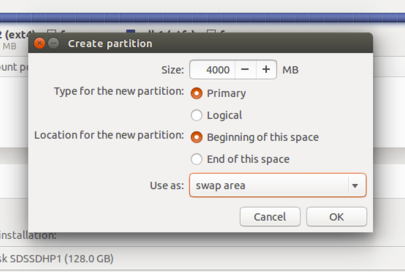 2 (ext4)
MB
Create partition
Size: 4000 − + MB
Type for the new partition: Primary
Logical
Location for the new partition: Beginning of this space
End of this space
Use as: swap area
Cancel OK
installation:
sk SDSSDHP1 (128.0 GB)